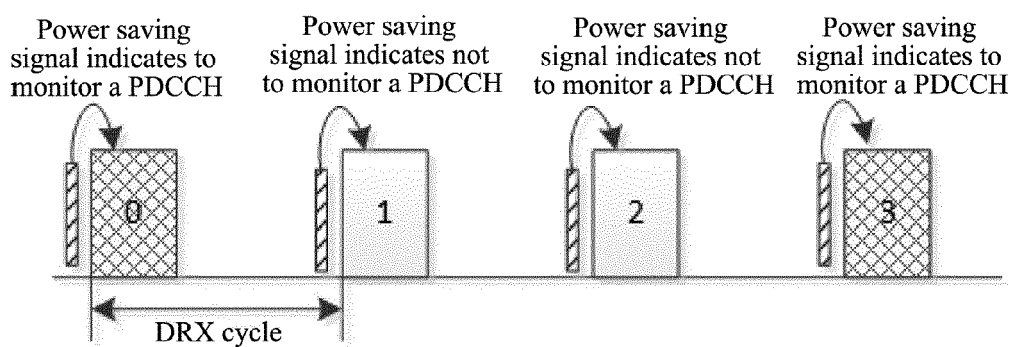 Power saving
signal indicates to
monitor a PDCCH
Power saving
signal indicates not
to monitor a PDCCH
Power saving
signal indicates not
to monitor a PDCCH
Power saving
signal indicates to
monitor a PDCCH
0
1
2
3
DRX cycle